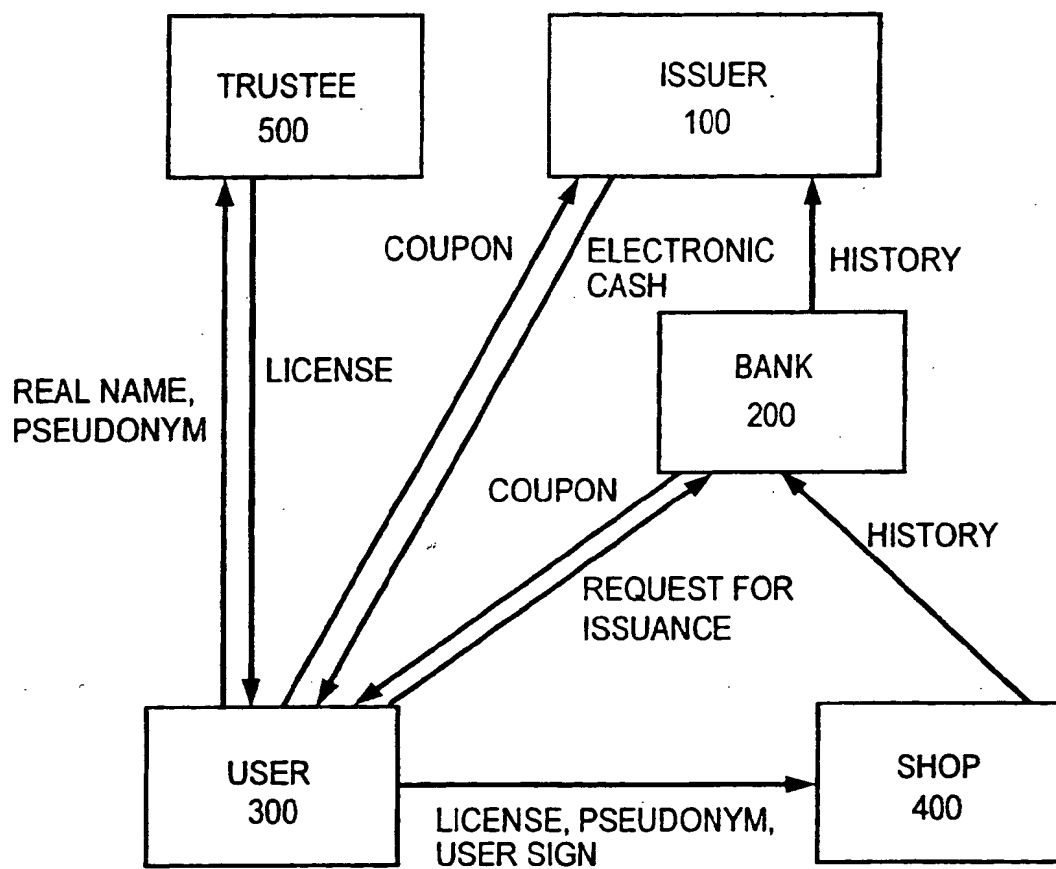 TRUSTEE
500
ISSUER
100
COUPON
ELECTRONIC
CASH
HISTORY
REAL NAME,
PSEUDONYM
LICENSE
BANK
200
COUPON
HISTORY
REQUEST FOR
ISSUANCE
USER
300
SHOP
400
LICENSE, PSEUDONYM,
USER SIGN